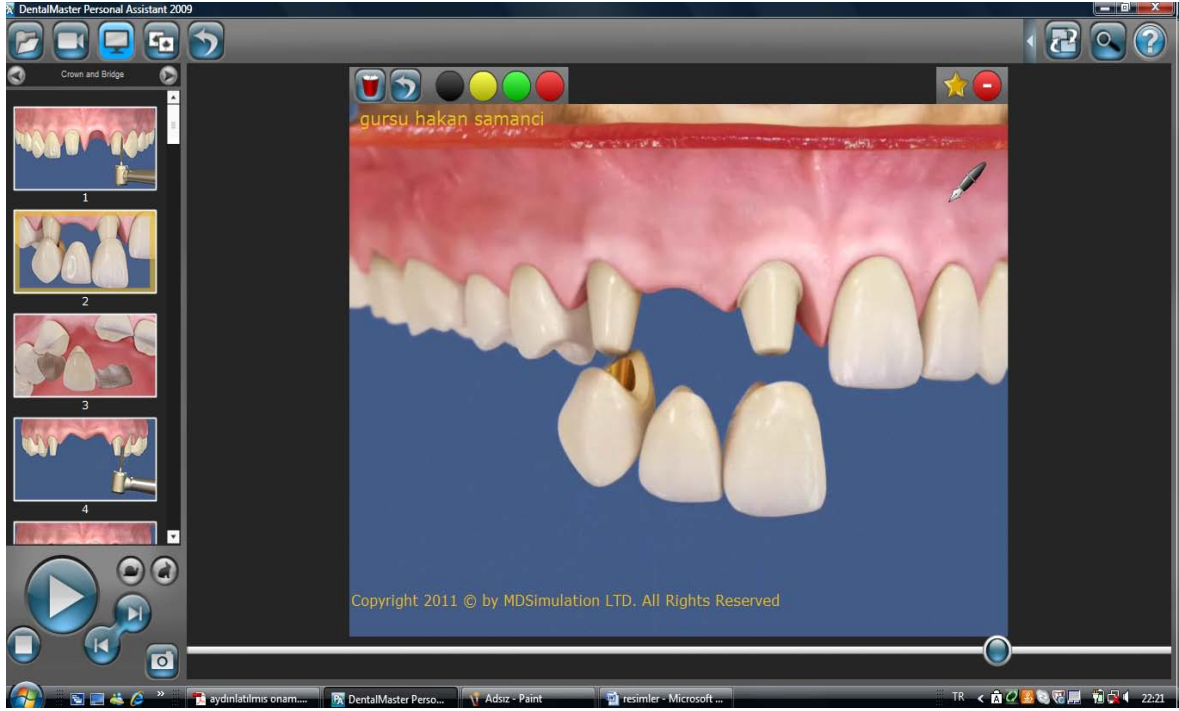 DentalMaster Personal Assistant 2009
Crown and Bridge
1
2
3
4
gursu hakan samanci
Copyright 2011 © by MDSimulation LTD. All Rights Reserved
aydınlatılmıs onam....
DentalMaster Perso...
Adsız - Paint
resimler - Microsoft ...
TR
22:21